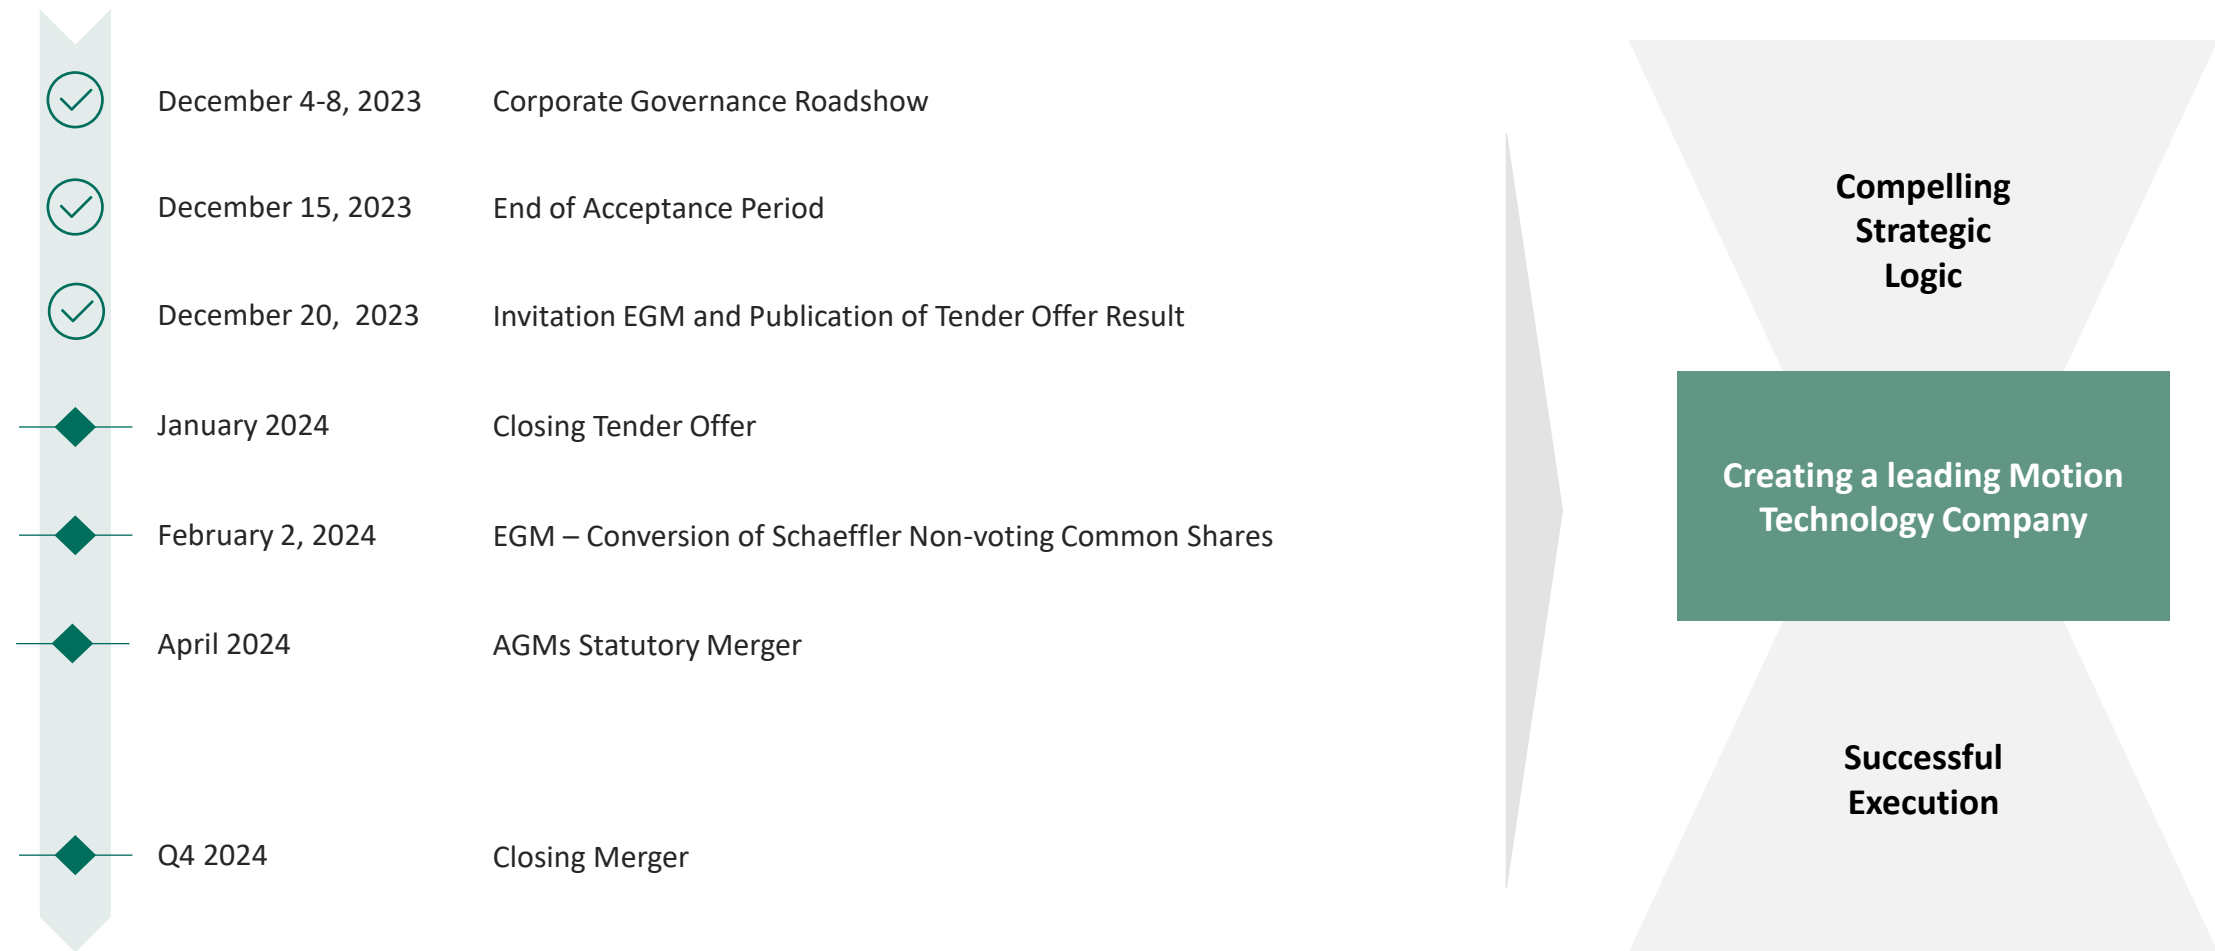 December 4-8, 2023 Corporate Governance Roadshow
December 15, 2023 End of Acceptance Period
December 20,  2023 Invitation EGM and Publication of Tender Offer Result
January 2024 Closing Tender Offer
February 2, 2024 EGM – Conversion of Schaeffler Non-voting Common Shares
April 2024 AGMs Statutory Merger
Q4 2024 Closing Merger
Compelling
Strategic
Logic
Creating a leading Motion
Technology Company
Successful
Execution